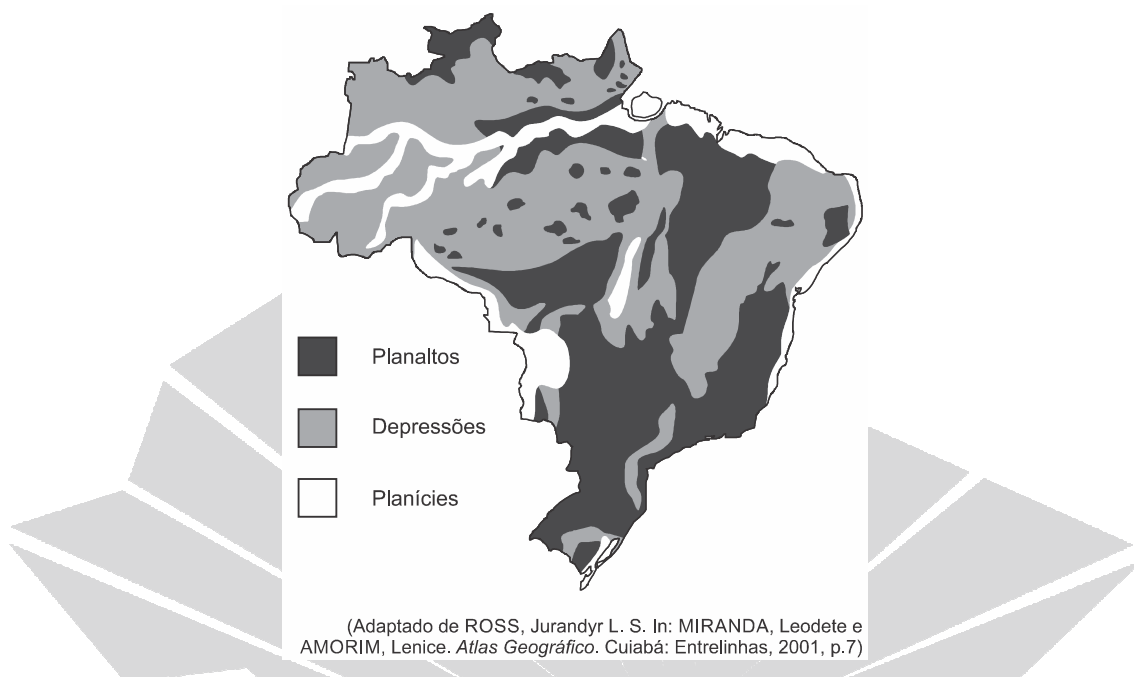 Planaltos
Depressões
Planícies
(Adaptado de ROSS, Jurandyr L. S. In: MIRANDA, Leodete e
AMORIM, Lenice. Atlas Geográfico. Cuiabá: Entrelinhas, 2001, p.7)